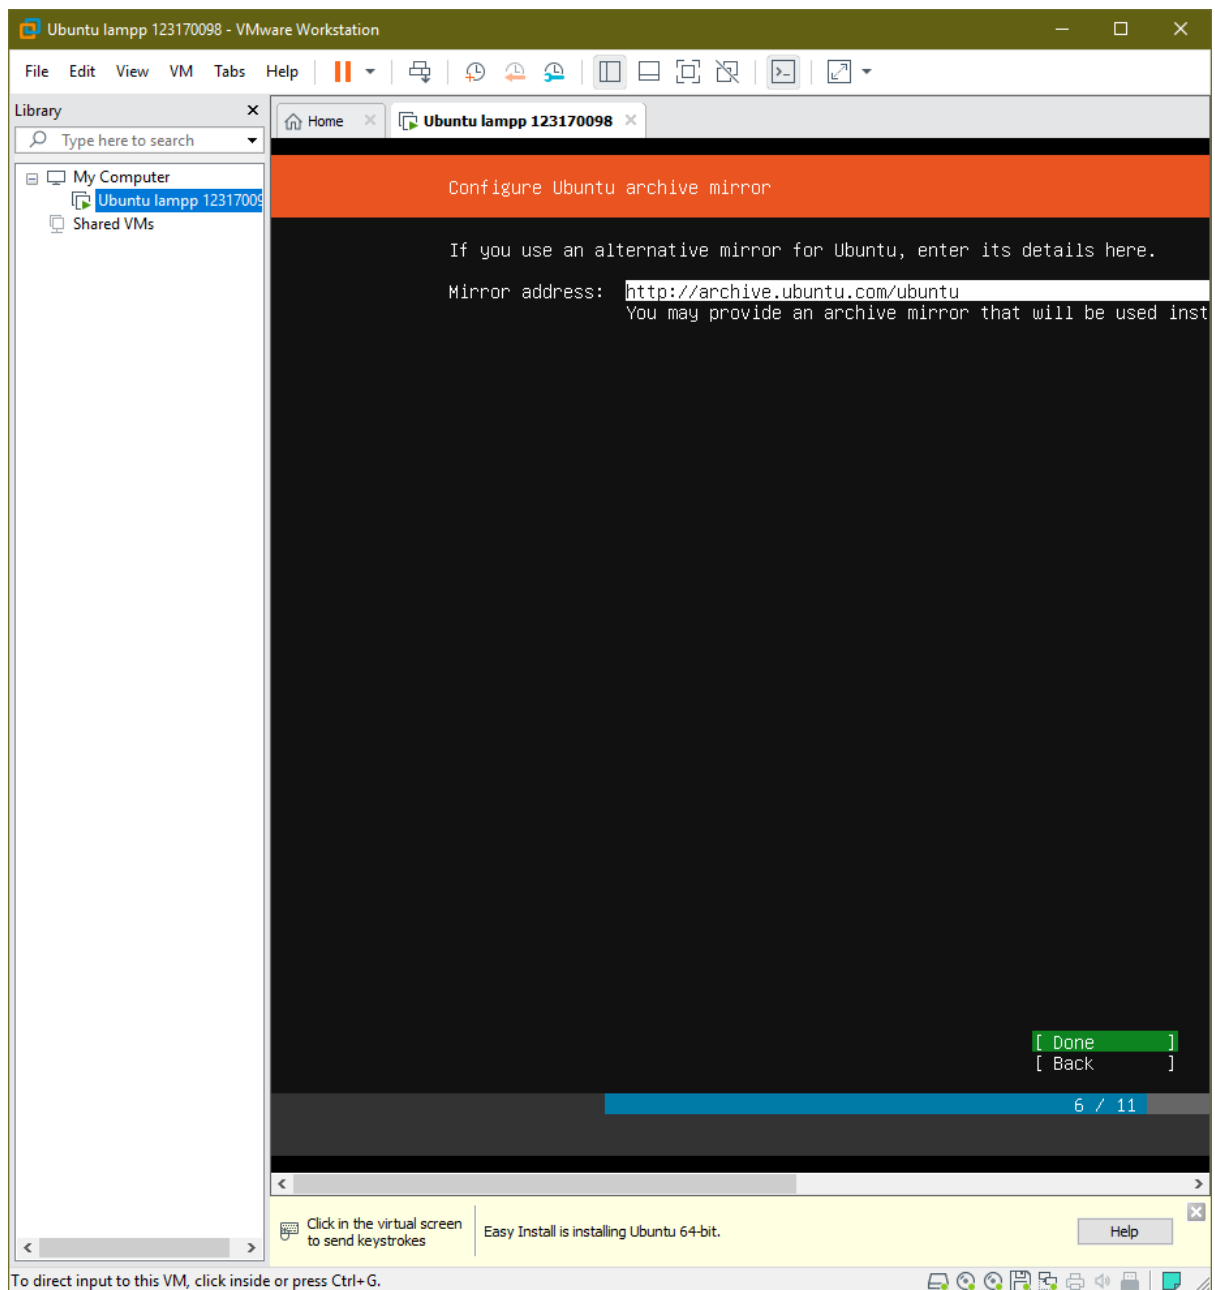 Ubuntu lampp 123170098 - VMware Workstation
File Edit View VM Tabs Help
Library
Home
Ubuntu lampp 123170098
Type here to search
My Computer
Ubuntu lampp 12317009
Shared VMs
Configure Ubuntu archive mirror
If you use an alternative mirror for Ubuntu, enter its details here.
Mirror address: http://archive.ubuntu.com/ubuntu
You may provide an archive mirror that will be used inst
[ Done ]
[ Back ]
6 / 11
Click in the virtual screen
to send keystrokes
Easy Install is installing Ubuntu 64-bit.
Help
To direct input to this VM, click inside or press Ctrl+G.